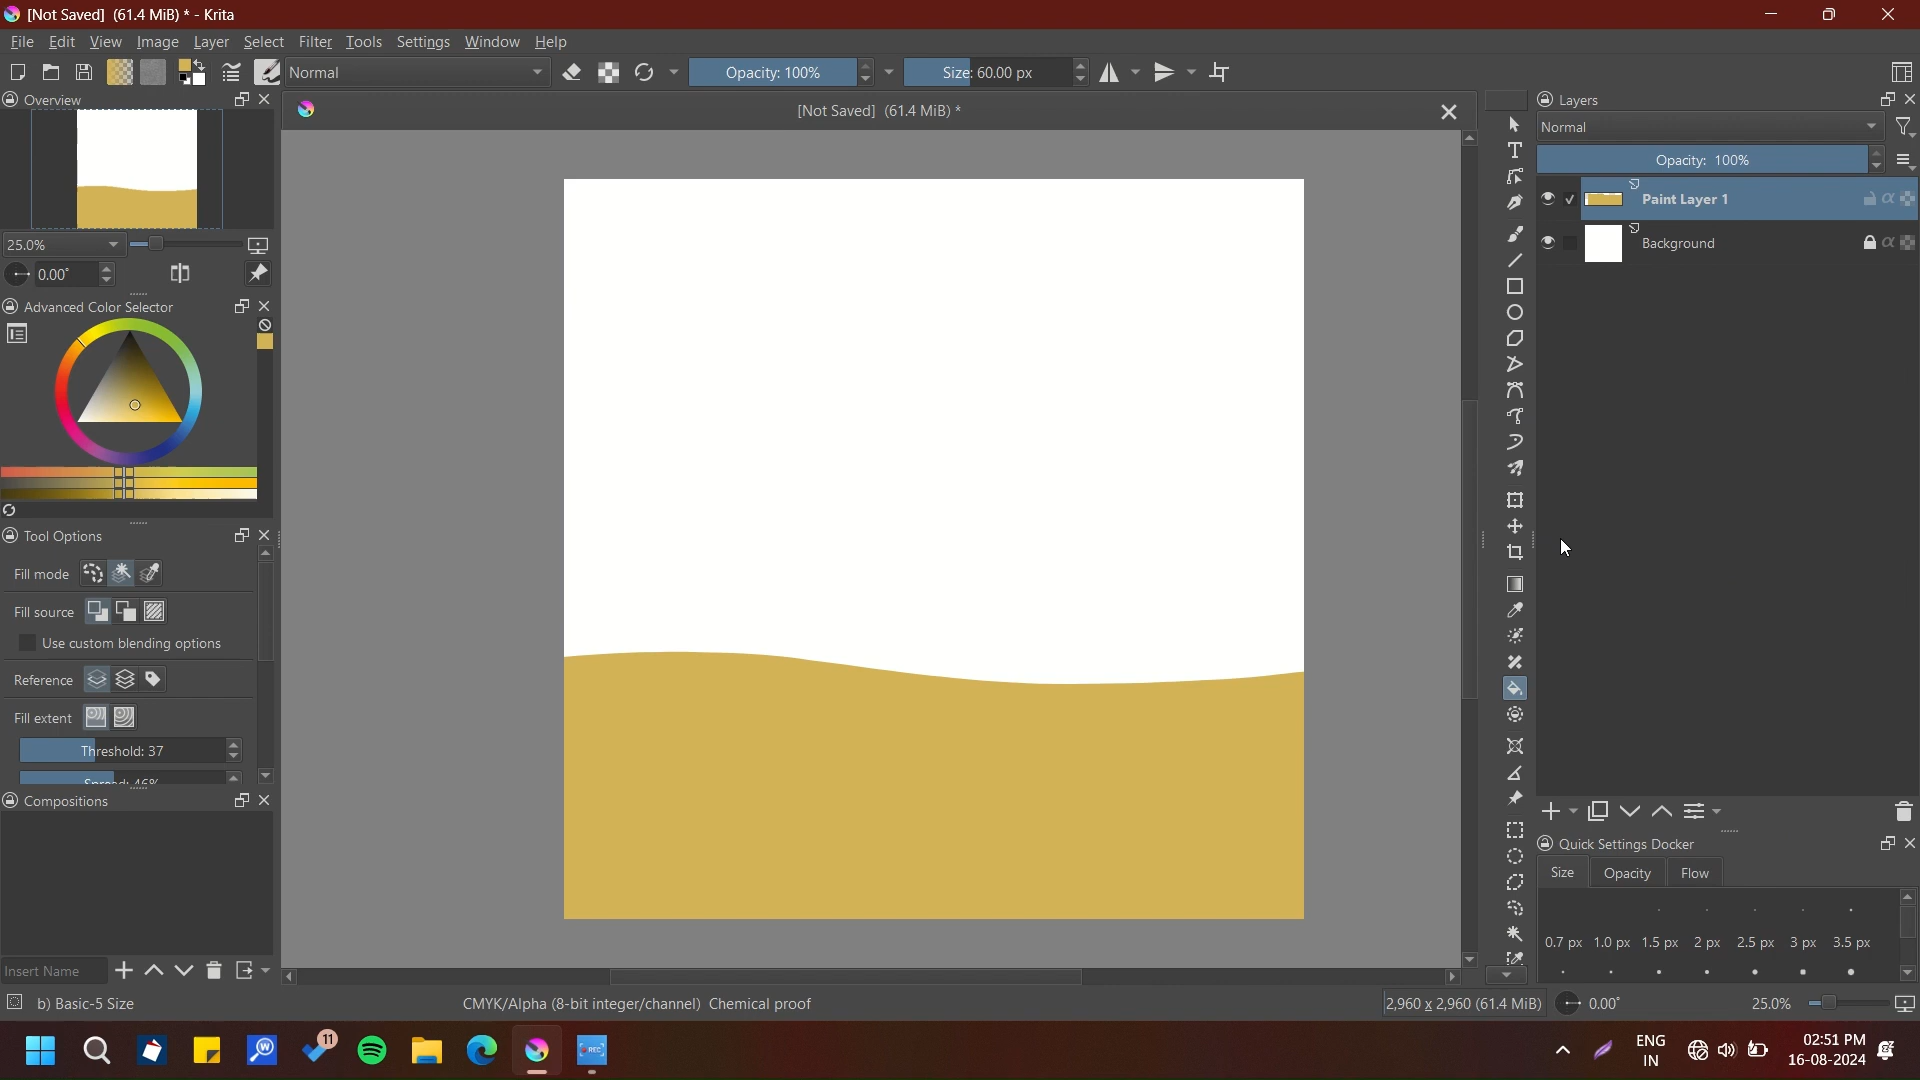 [Not Saved] (61.4 MiB) * - Krita
File Edit View Image Layer Select Filter Tools Settings Window Help
Normal
Opacity: 100%
Size: 60.00 px
Overview
[Not Saved] (61.4 MiB) *
Layers
Normal
Opacity: 100%
Paint Layer 1
Background
25.0%
0.00°
Advanced Color Selector
Tool Options
Fill mode
Fill source
Use custom blending options
Reference
Fill extent
Threshold: 37
Spread: 46%
Compositions
Insert Name
Quick Settings Docker
Size Opacity Flow
0.7 px 1.0 px 1.5 px 2 px 2.5 px 3 px 3.5 px
b) Basic-5 Size
CMYK/Alpha (8-bit integer/channel) Chemical proof
2,960 x 2,960 (61.4 MiB)
0.00°
25.0%
11
REC
ENG
IN
02:51 PM
16-08-2024